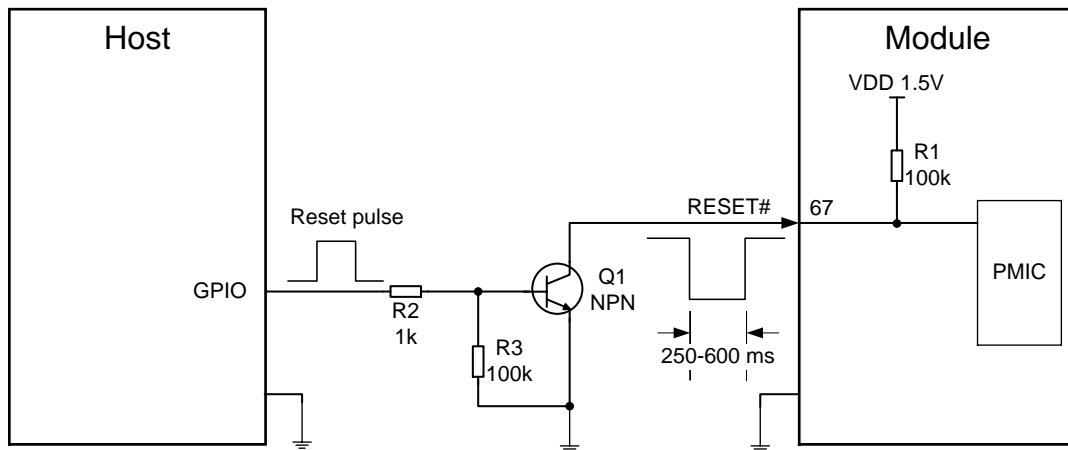 Host
Module
VDD 1.5V
R1
100k
RESET#
67
Reset pulse
GPIO
R2
1k
R3
100k
Q1
NPN
250-600 ms
PMIC